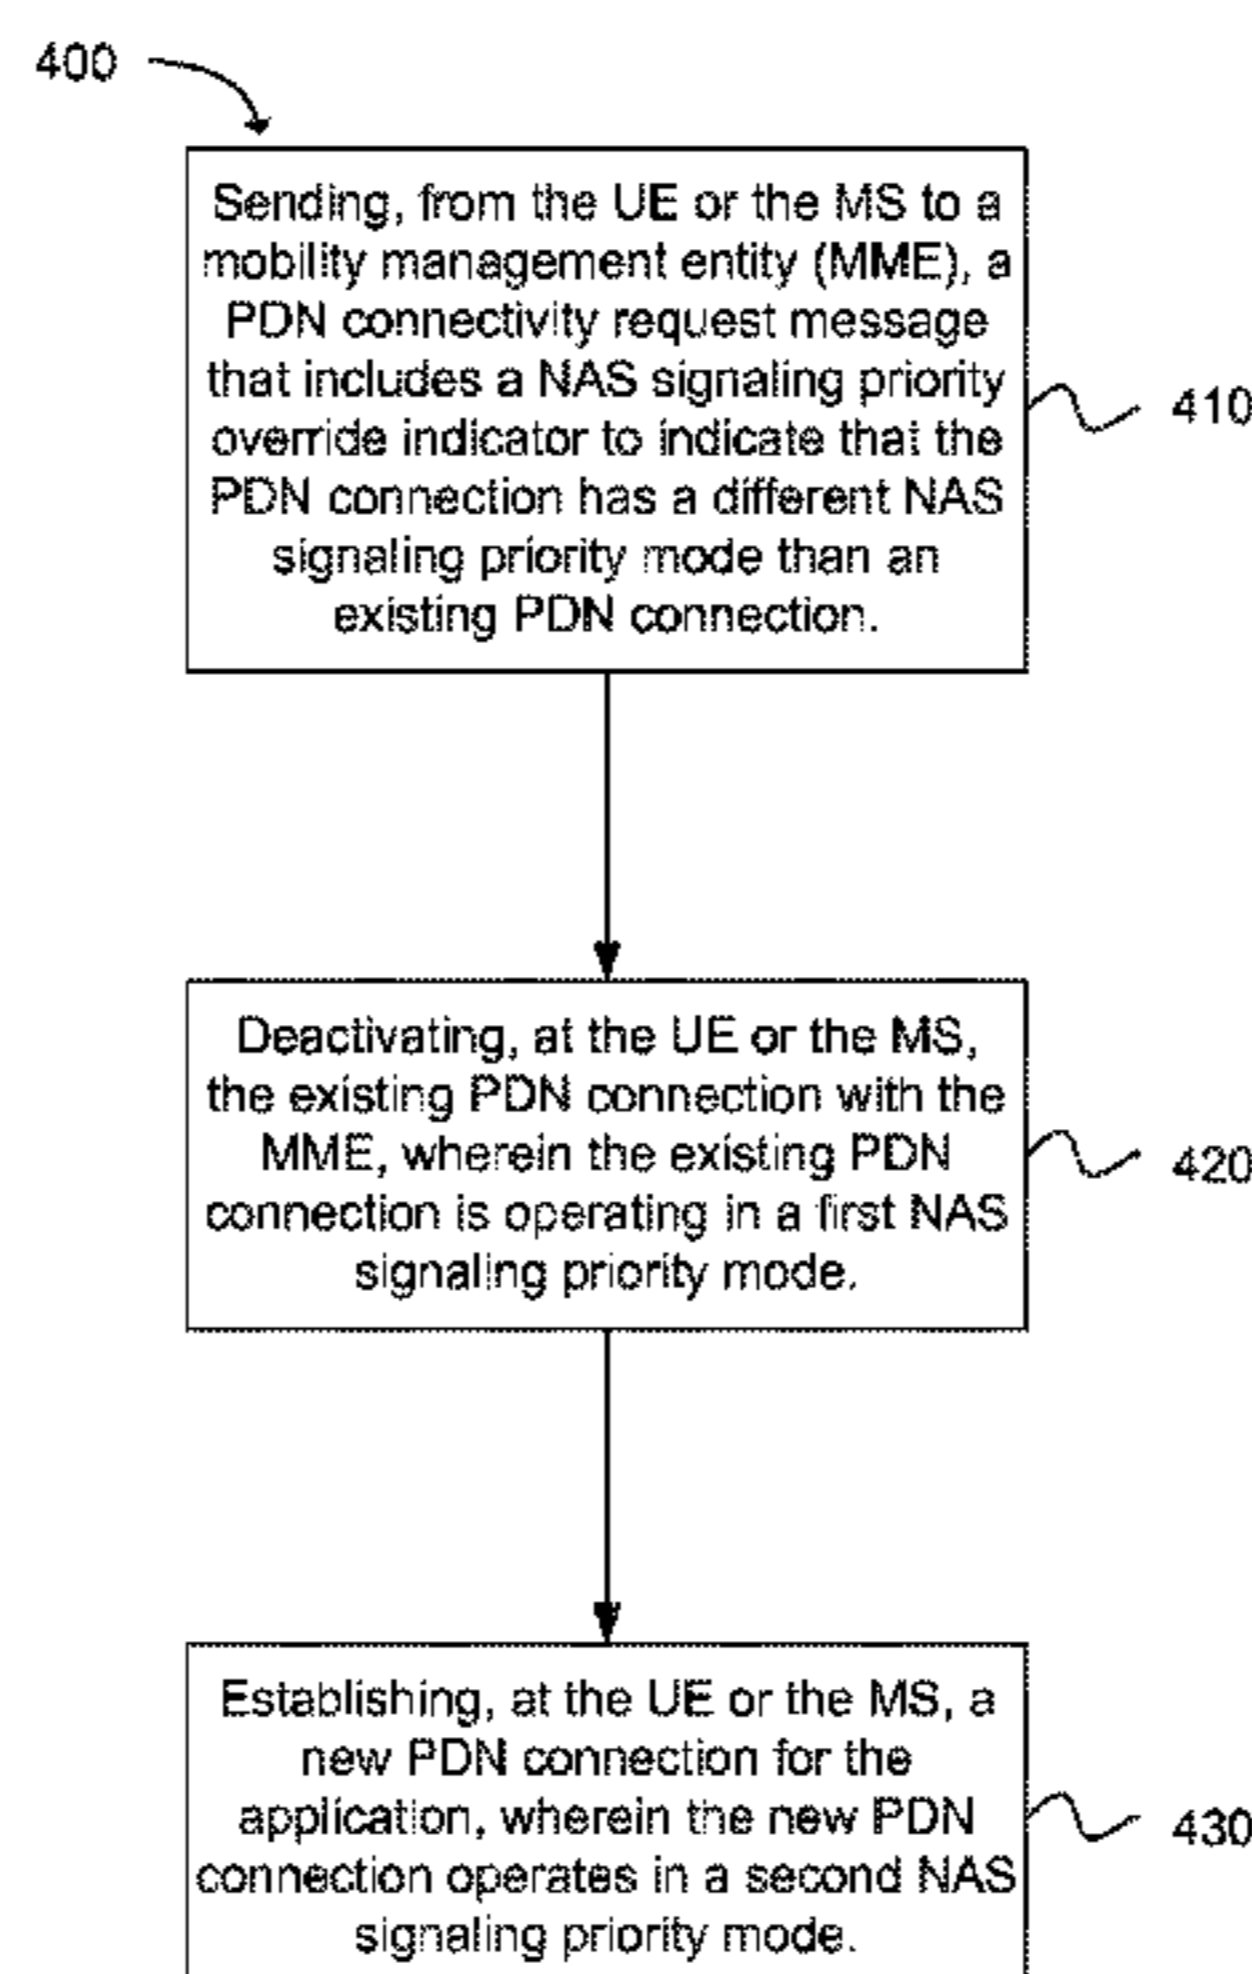 400
Sending, from the UE or the MS to a
mobility management entity (MME), a
PDN connectivity request message
that includes a NAS signaling priority
override indicator to indicate that the
PDN connection has a different NAS
signaling priority mode than an
existing PDN connection.
410
Deactivating, at the UE or the MS,
the existing PDN connection with the
MME, wherein the existing PDN
connection is operating in a first NAS
signaling priority mode.
420
Establishing, at the UE or the MS, a
new PDN connection for the
application, wherein the new PDN
connection operates in a second NAS
signaling priority mode.
430